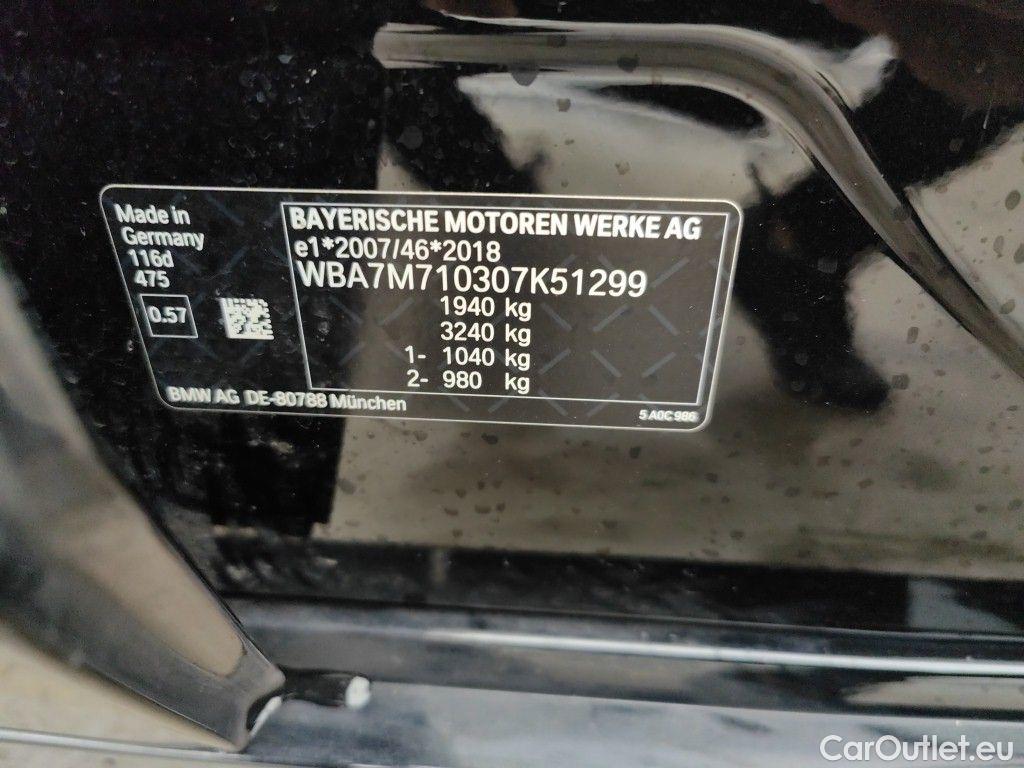 Made in
Germany
116d
475
0.57
BAYERISCHE MOTOREN WERKE AG
e1*2007/46*2018
WBA7M710307K51299
1940 kg
3240 kg
1- 1040 kg
2- 980 kg
BMW AG DE-80788 München
5 A0C 986
CarOutlet.eu